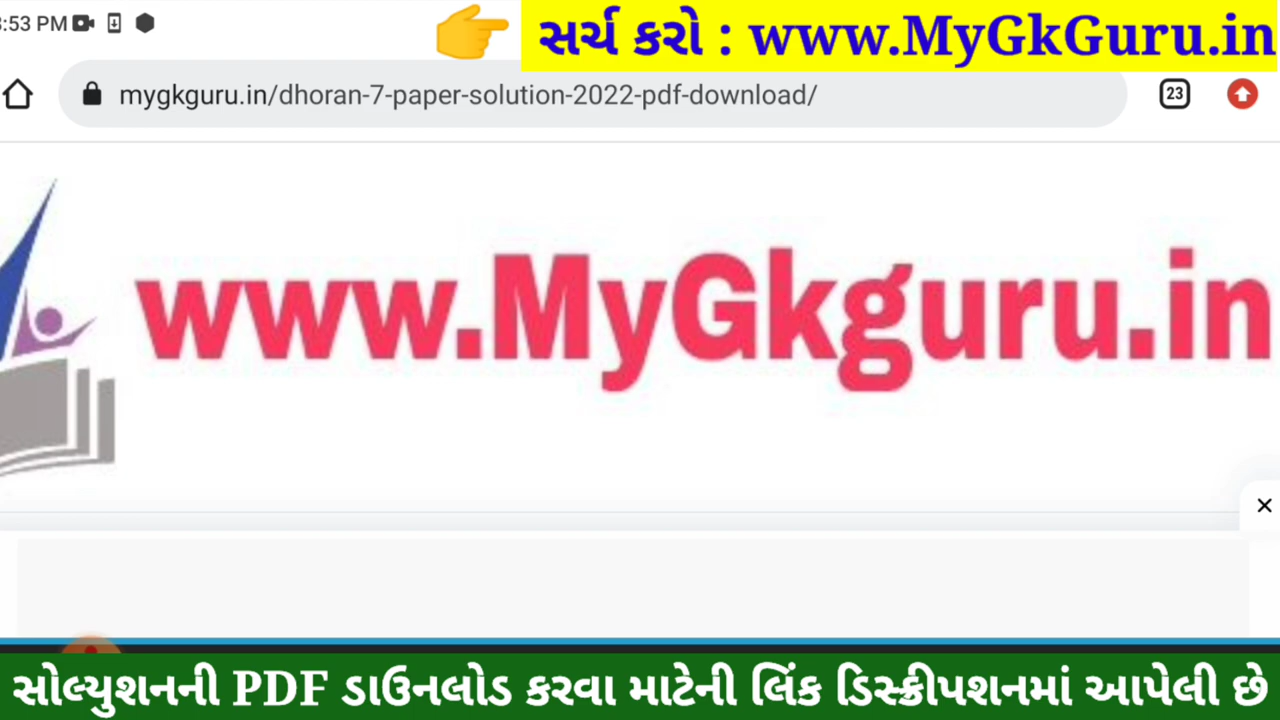 :53 PM
સર્ચ કરો : www.MyGkGuru.in
mygkguru.in/dhoran-7-paper-solution-2022-pdf-download/
23
www.MyGkguru.in
સોલ્યુશનની PDF ડાઉનલોડ કરવા માટેની લિંક ડિસ્ક્રીપશનમાં આપેલી છે